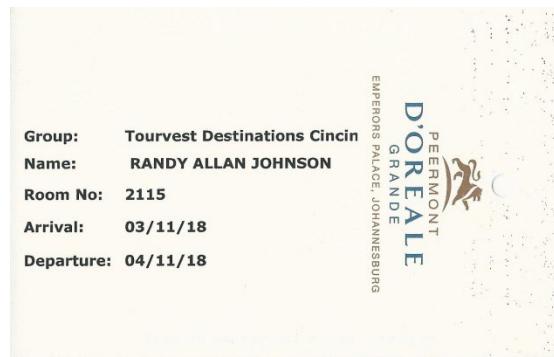 Group: Tourvest Destinations Cincin
Name: RANDY ALLAN JOHNSON
Room No: 2115
Arrival: 03/11/18
Departure: 04/11/18
PEERMONT
D'OREALE
GRANDE
EMPERORS PALACE, JOHANNESBURG